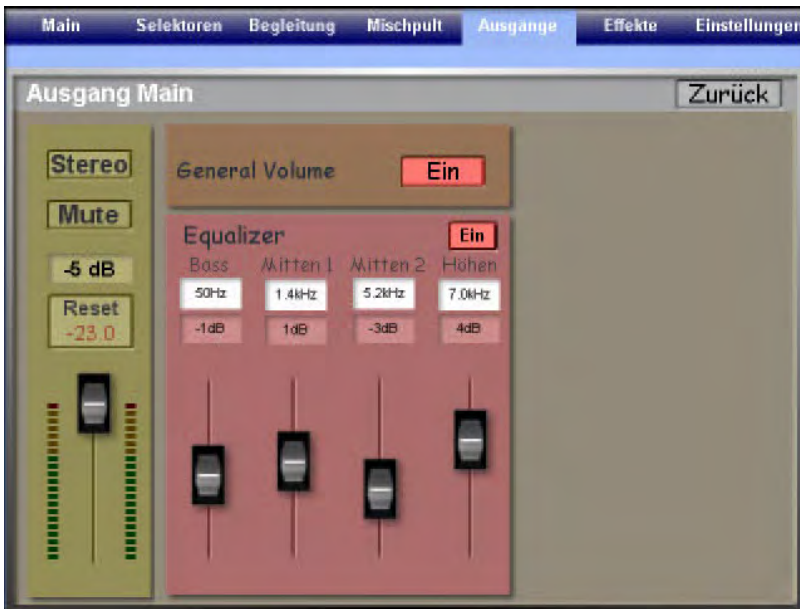 Main Selektoren Begleitung Mischpult Ausgänge Effekte Einstellungen
Ausgang Main Zurück
Stereo
Mute
-5 dB
Reset
-23.0
General Volume Ein
Equalizer Ein
Bass Mitten 1 Mitten 2 Höhen
50Hz 1.4kHz 5.2kHz 7.0kHz
-1dB 1dB -3dB 4dB